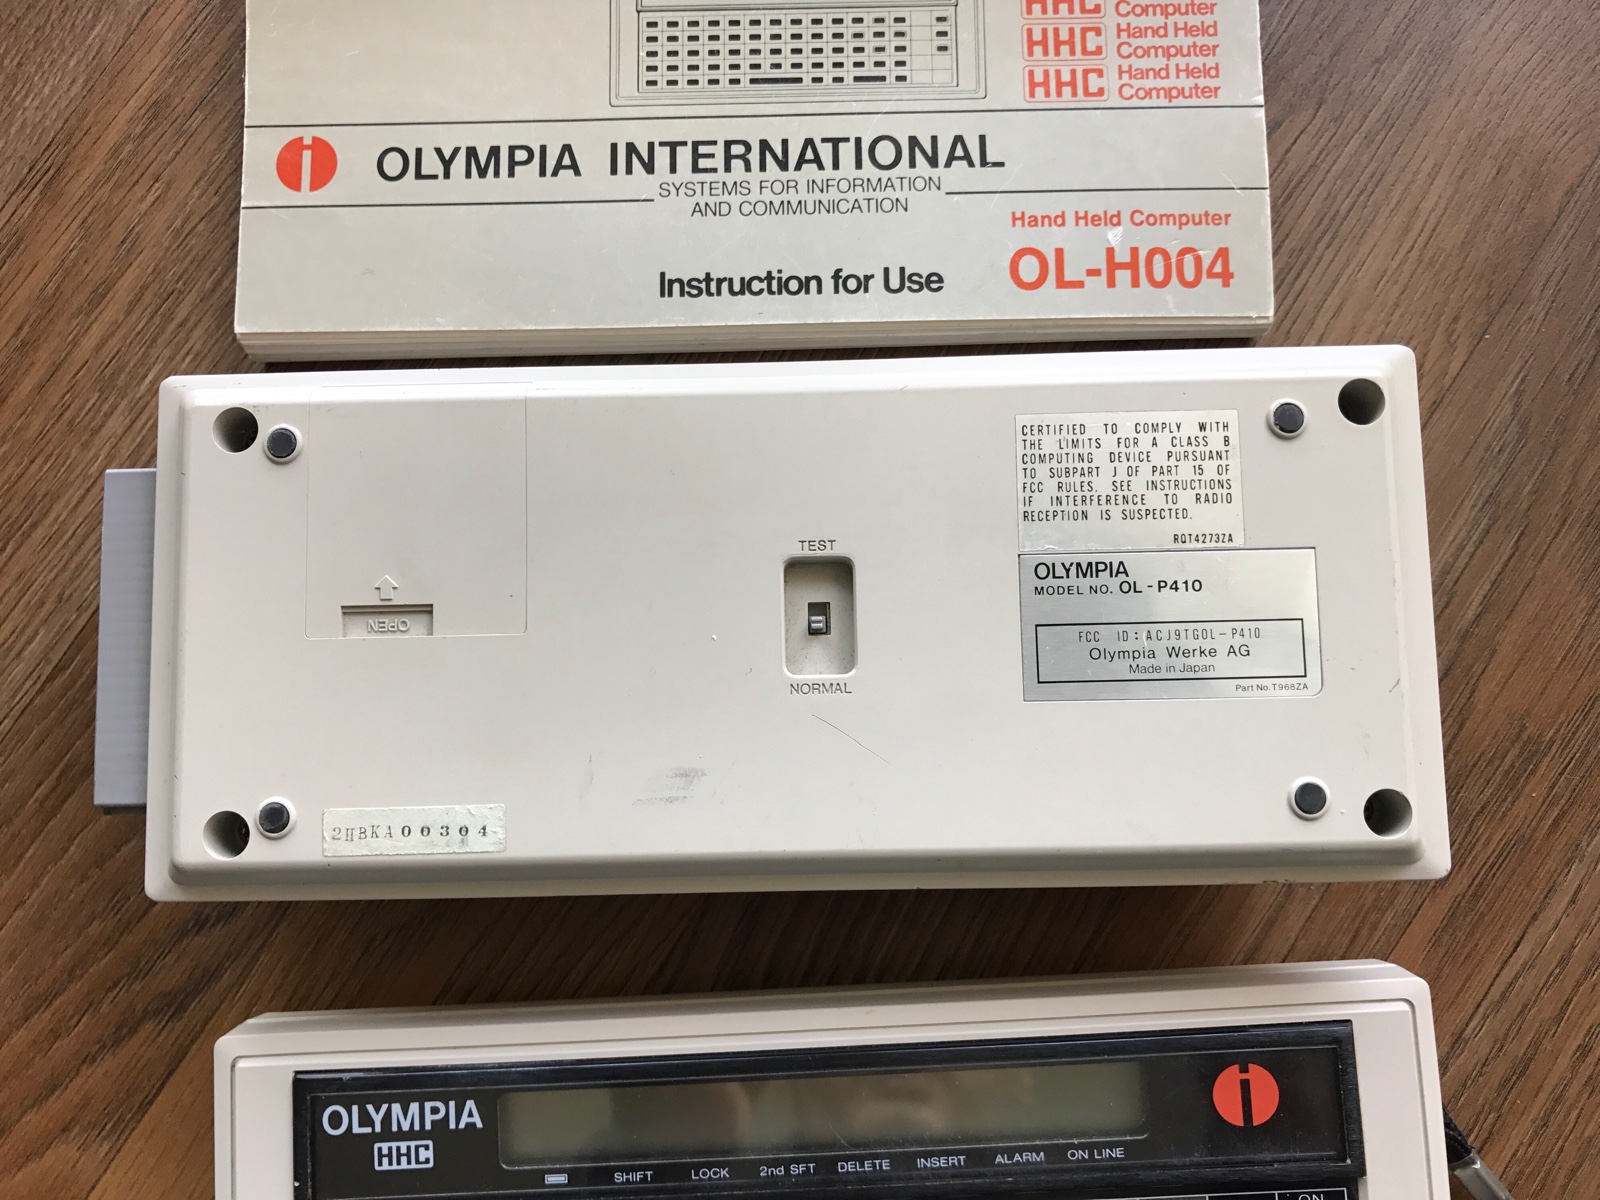 HHC Computer
HHC Hand Held
Computer
HHC Hand Held
Computer
OLYMPIA INTERNATIONAL
SYSTEMS FOR INFORMATION
AND COMMUNICATION
Hand Held Computer
Instruction for Use OL-H004
CERTIFIED TO COMPLY WITH
THE LIMITS FOR A CLASS B
COMPUTING DEVICE PURSUANT
TO SUBPART J OF PART 15 OF
FCC RULES. SEE INSTRUCTIONS
IF INTERFERENCE TO RADIO
RECEPTION IS SUSPECTED.
RQT4273ZA
TEST
NORMAL
OPEN
OLYMPIA
MODEL NO. OL-P410
FCC ID: ACJ9TGOL-P410
Olympia Werke AG
Made in Japan
Part No. T968ZA
2HBKA00304
OLYMPIA
HHC
SHIFT LOCK 2nd SFT DELETE INSERT ALARM ON LINE
ON